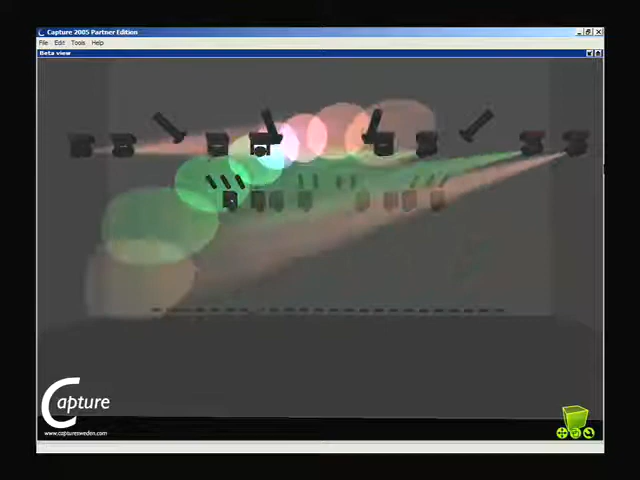 Capture 2005 Partner Edition
File Edit Tools Help
Beta view
Capture
www.capturesweden.com